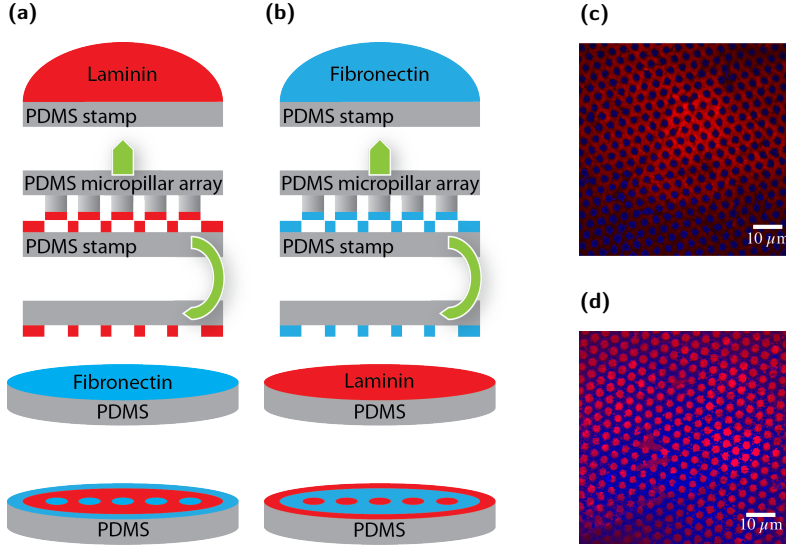 (a)
Laminin
PDMS stamp
PDMS micropillar array
PDMS stamp
Fibronectin
PDMS
PDMS
(b)
Fibronectin
PDMS stamp
PDMS micropillar array
PDMS stamp
Laminin
PDMS
PDMS
(c)
10 µm
(d)
10 µm